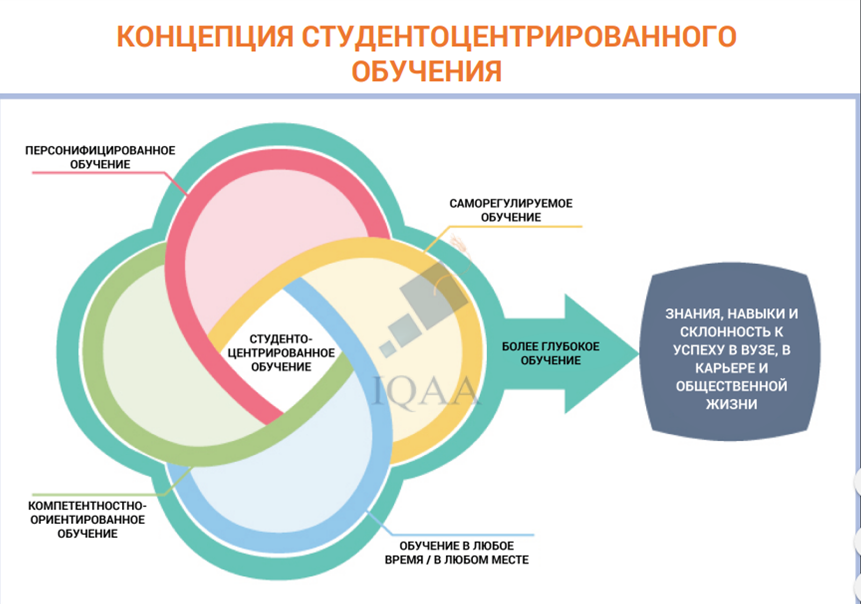 КОНЦЕПЦИЯ СТУДЕНТОЦЕНТРИРОВАННОГО
ОБУЧЕНИЯ
ПЕРСОНИФИЦИРОВАННОЕ
ОБУЧЕНИЕ
САМОРЕГУЛИРУЕМОЕ
ОБУЧЕНИЕ
СТУДЕНТО-
ЦЕНТРИРОВАННОЕ
ОБУЧЕНИЕ
IQAA
БОЛЕЕ ГЛУБОКОЕ
ОБУЧЕНИЕ
ЗНАНИЯ, НАВЫКИ И
СКЛОННОСТЬ К
УСПЕХУ В ВУЗЕ, В
КАРЬЕРЕ И
ОБЩЕСТВЕННОЙ
ЖИЗНИ
КОМПЕТЕНТНОСТНО-
ОРИЕНТИРОВАННОЕ
ОБУЧЕНИЕ
ОБУЧЕНИЕ В ЛЮБОЕ
ВРЕМЯ / В ЛЮБОМ МЕСТЕ